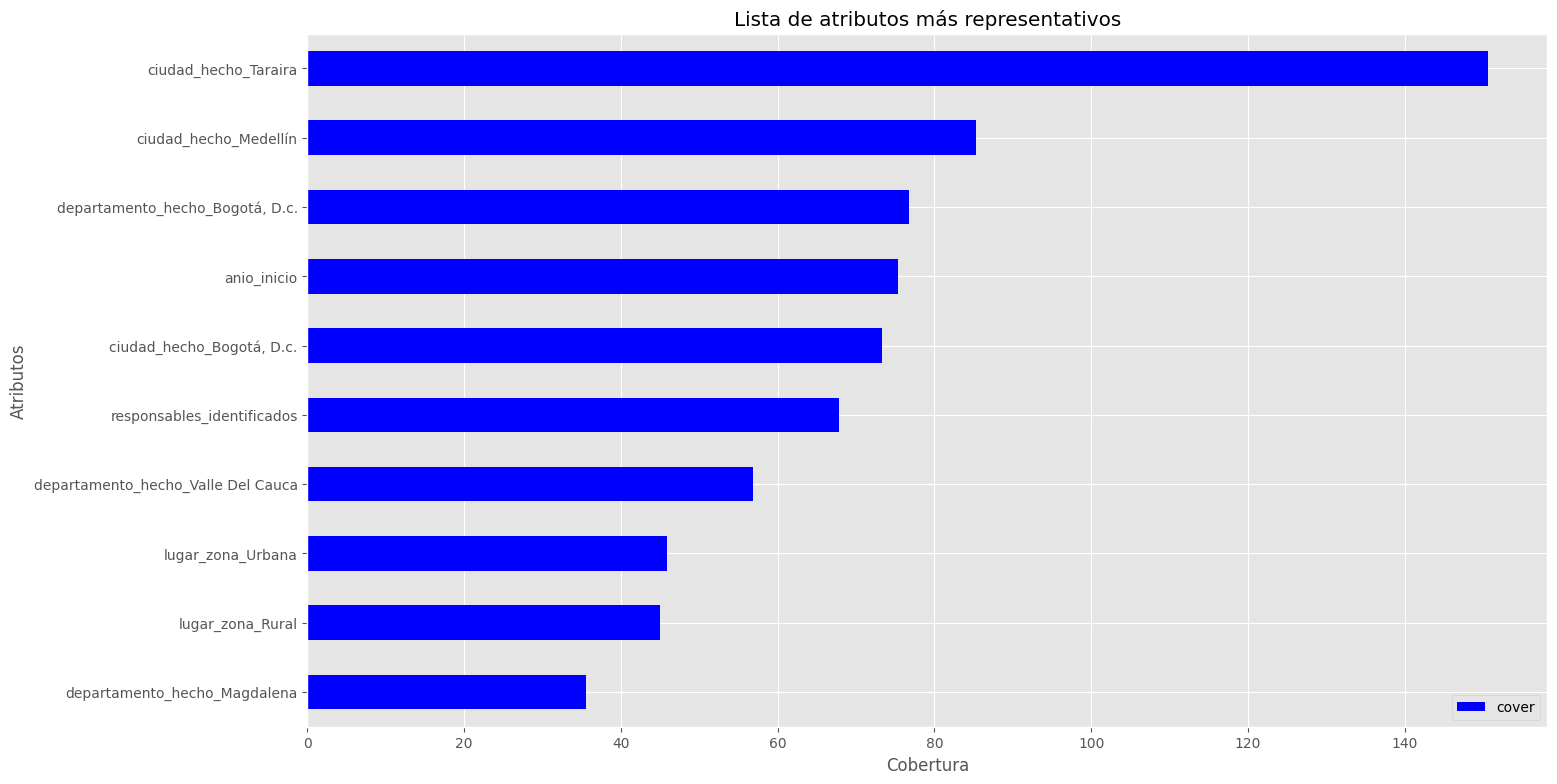 Lista de atributos más representativos
ciudad_hecho_Taraira
ciudad_hecho_Medellín
departamento_hecho_Bogotá, D.c.
anio_inicio
ciudad_hecho_Bogotá, D.c.
responsables_identificados
departamento_hecho_Valle Del Cauca
lugar_zona_Urbana
lugar_zona_Rural
departamento_hecho_Magdalena
Atributos
cover
0 20 40 60 80 100 120 140
Cobertura